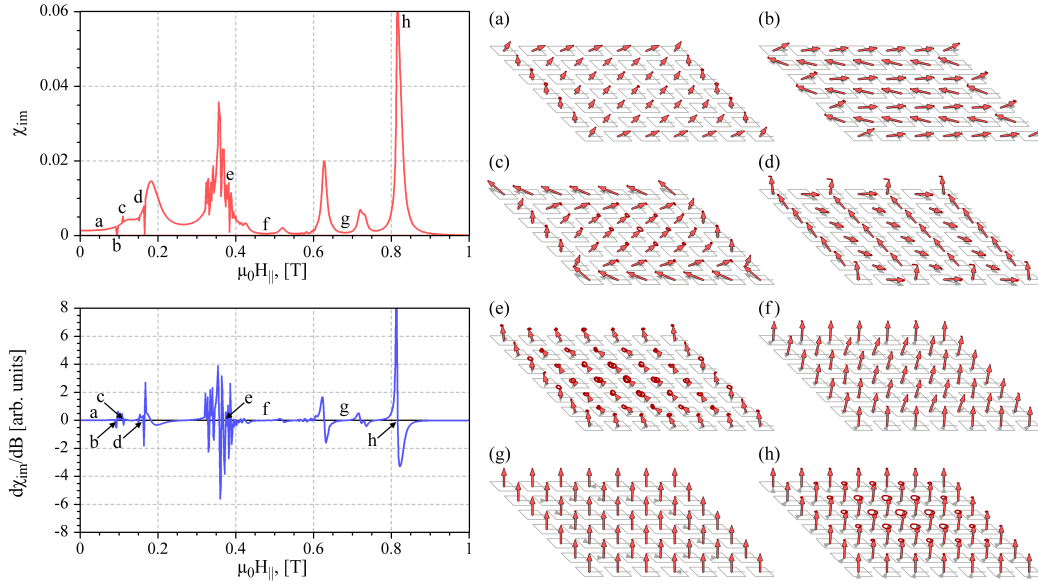 0.06
0.04
0.02
0
χim
a
b
c
d
e
f
g
h
0 0.2 0.4 0.6 0.8 1
μ0H||, [T]
8
6
4
2
0
-2
-4
-6
-8
dχim/dB [arb. units]
a
b
c
d
e
f
g
h
0 0.2 0.4 0.6 0.8 1
μ0H||, [T]
(a) (b)
(c) (d)
(e) (f)
(g) (h)